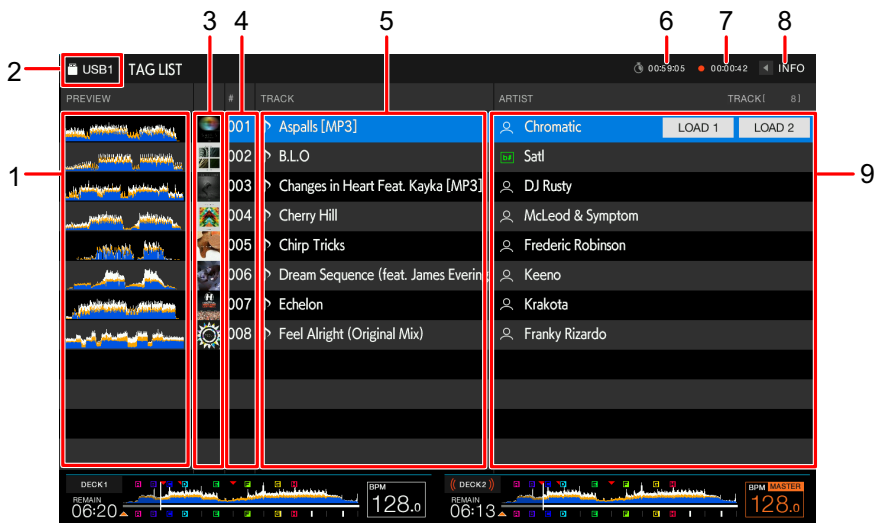 3 4 5 6 7 8
2 USB1 TAG LIST 00:59:05 00:00:42 INFO
PREVIEW # TRACK ARTIST TRACK[ 8]
001 Aspalls [MP3] Chromatic LOAD 1 LOAD 2
002 B.L.O Satl
1 003 Changes in Heart Feat. Kayka [MP3] DJ Rusty 9
004 Cherry Hill McLeod & Symptom
005 Chirp Tricks Frederic Robinson
006 Dream Sequence (feat. James Evering Keeno
007 Echelon Krakota
008 Feel Alright (Original Mix) Franky Rizardo
DECK1 BPM DECK2 BPM MASTER
REMAIN REMAIN
06:20 128.0 06:13 128.0